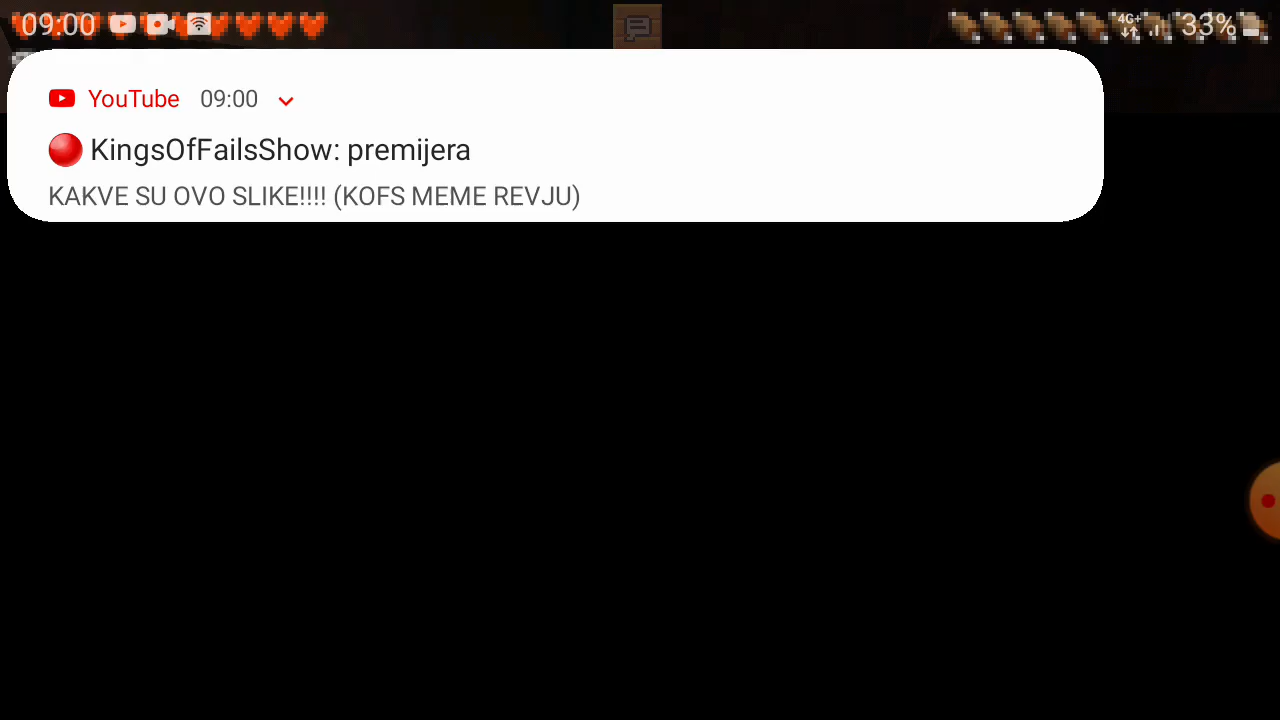 09:00 4G+ 33%
YouTube 09:00
KingsOfFailsShow: premijera
KAKVE SU OVO SLIKE!!!! (KOFS MEME REVJU)